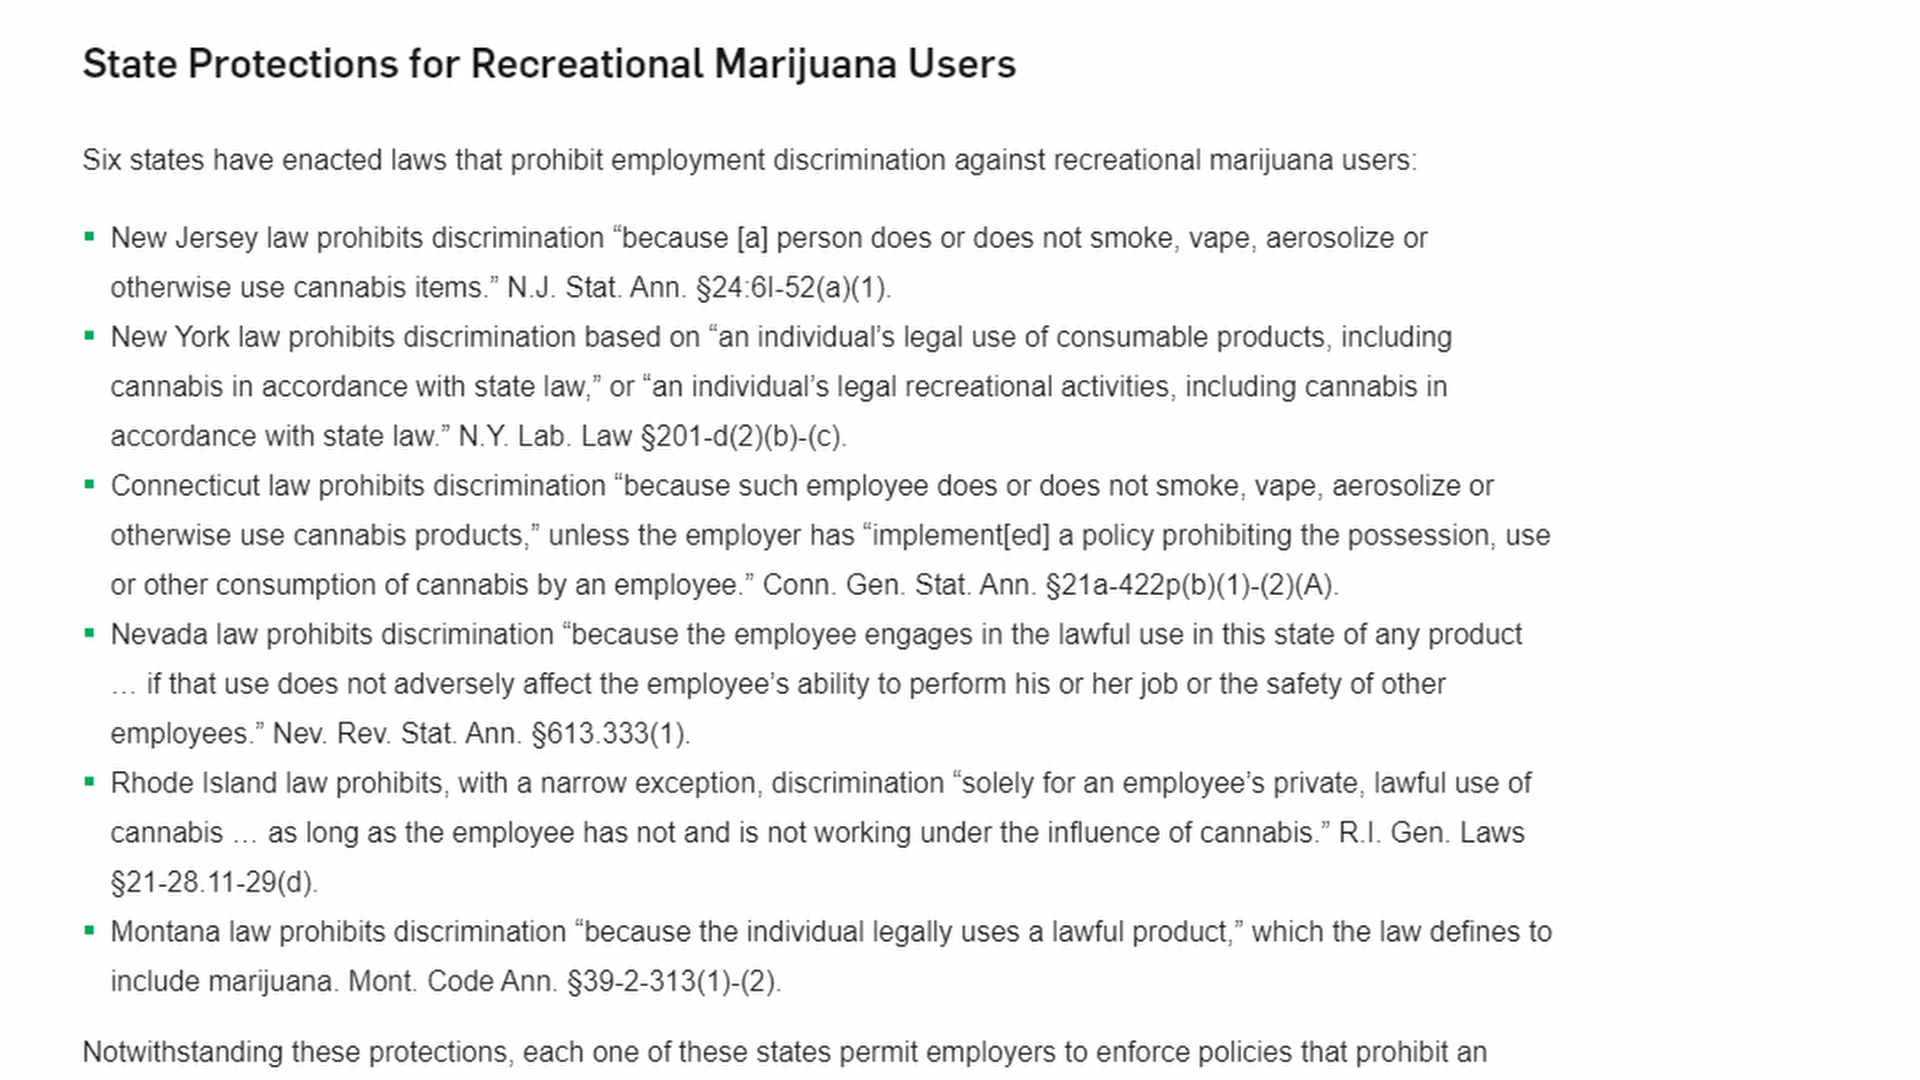 State Protections for Recreational Marijuana Users
Six states have enacted laws that prohibit employment discrimination against recreational marijuana users:
New Jersey law prohibits discrimination “because [a] person does or does not smoke, vape, aerosolize or
otherwise use cannabis items.” N.J. Stat. Ann. §24:6I-52(a)(1).
New York law prohibits discrimination based on “an individual’s legal use of consumable products, including
cannabis in accordance with state law,” or “an individual’s legal recreational activities, including cannabis in
accordance with state law.” N.Y. Lab. Law §201-d(2)(b)-(c).
Connecticut law prohibits discrimination “because such employee does or does not smoke, vape, aerosolize or
otherwise use cannabis products,” unless the employer has “implement[ed] a policy prohibiting the possession, use
or other consumption of cannabis by an employee.” Conn. Gen. Stat. Ann. §21a-422p(b)(1)-(2)(A).
Nevada law prohibits discrimination “because the employee engages in the lawful use in this state of any product
… if that use does not adversely affect the employee’s ability to perform his or her job or the safety of other
employees.” Nev. Rev. Stat. Ann. §613.333(1).
Rhode Island law prohibits, with a narrow exception, discrimination “solely for an employee’s private, lawful use of
cannabis … as long as the employee has not and is not working under the influence of cannabis.” R.I. Gen. Laws
§21-28.11-29(d).
Montana law prohibits discrimination “because the individual legally uses a lawful product,” which the law defines to
include marijuana. Mont. Code Ann. §39-2-313(1)-(2).
Notwithstanding these protections, each one of these states permit employers to enforce policies that prohibit an